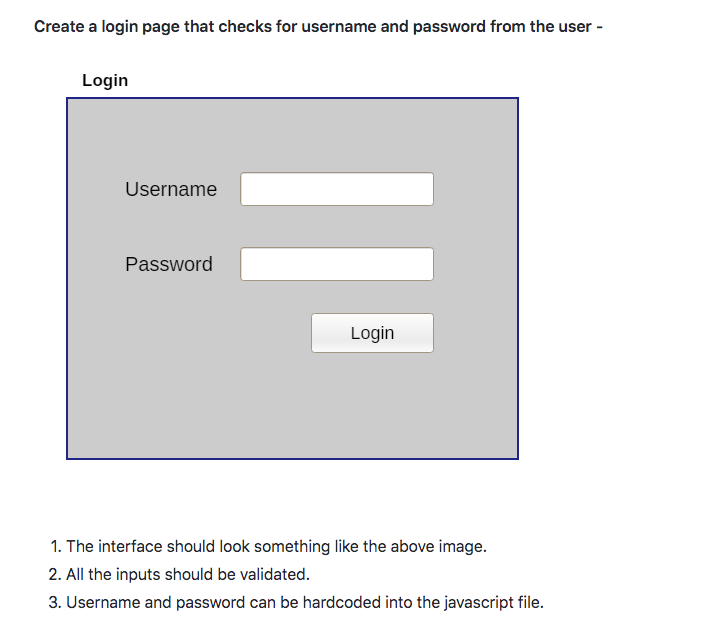 Create a login page that checks for username and password from the user -
Login
Username
Password
Login
1. The interface should look something like the above image.
2. All the inputs should be validated.
3. Username and password can be hardcoded into the javascript file.